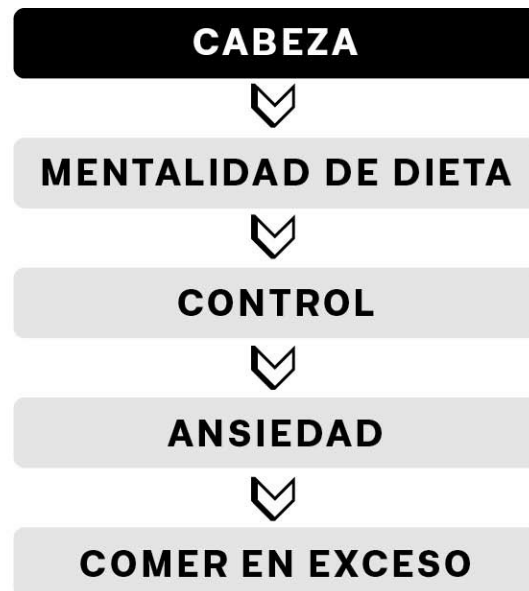 CABEZA
MENTALIDAD DE DIETA
CONTROL
ANSIEDAD
COMER EN EXCESO